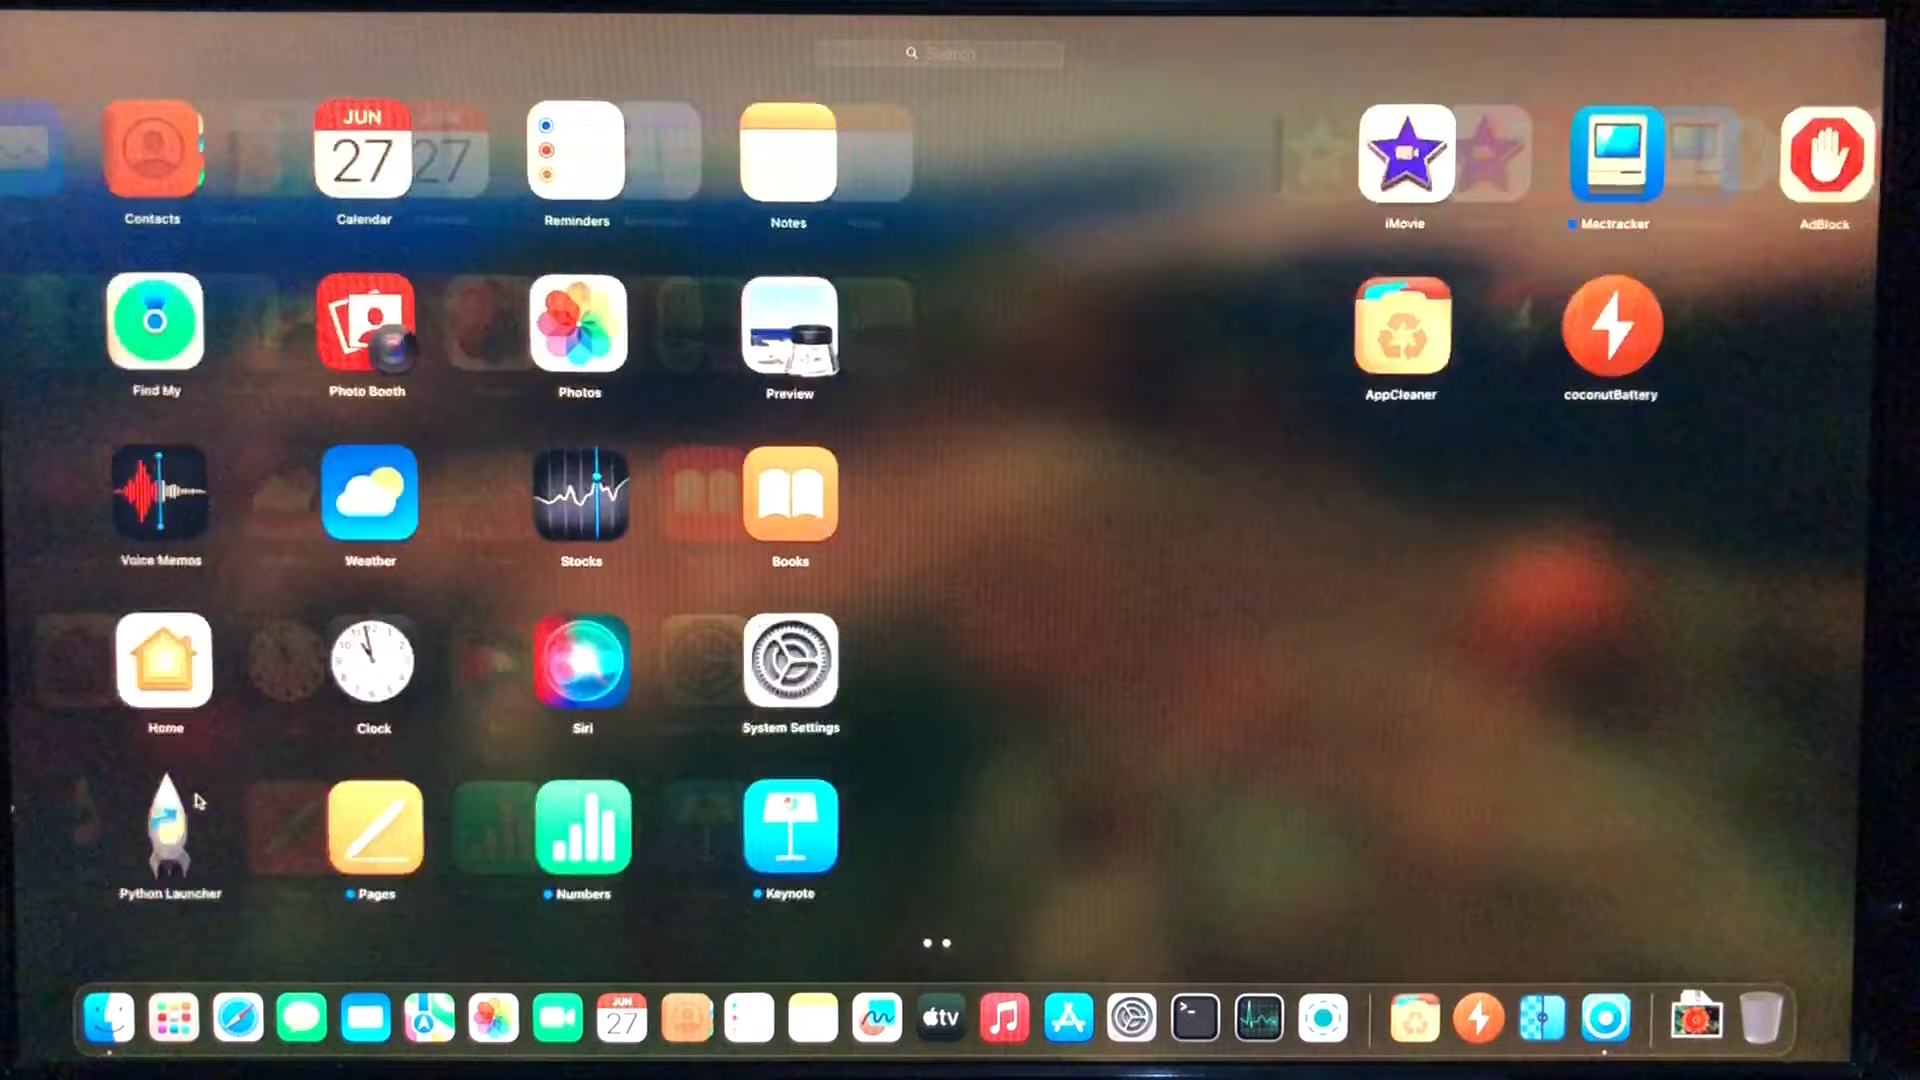 Search
JUN
27
27
Contacts
Calendar
Reminders
Notes
iMovie
Mactracker
AdBlock
Find My
Photo Booth
Photos
Preview
AppCleaner
coconutBattery
Voice Memos
Weather
Stocks
Books
Home
Clock
Siri
System Settings
Python Launcher
Pages
Numbers
Keynote
JUN
27
tv